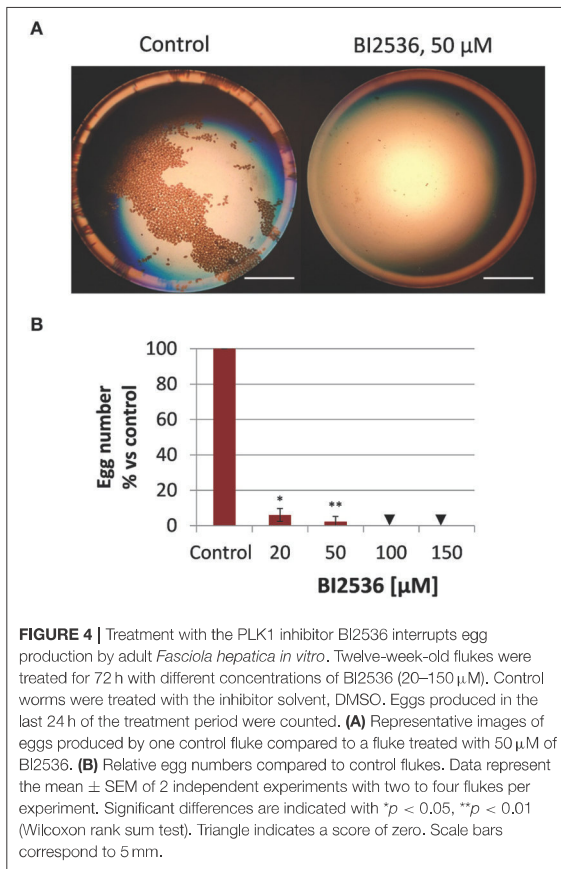 A
Control
BI2536, 50 μM
B
Egg number
% vs control
100
80
60
40
20
0
*
**
▼
▼
Control
20
50
100
150
BI2536 [μM]
FIGURE 4 | Treatment with the PLK1 inhibitor BI2536 interrupts egg
production by adult Fasciola hepatica in vitro. Twelve-week-old flukes were
treated for 72 h with different concentrations of BI2536 (20–150 μM). Control
worms were treated with the inhibitor solvent, DMSO. Eggs produced in the
last 24 h of the treatment period were counted. (A) Representative images of
eggs produced by one control fluke compared to a fluke treated with 50 μM of
BI2536. (B) Relative egg numbers compared to control flukes. Data represent
the mean ± SEM of 2 independent experiments with two to four flukes per
experiment. Significant differences are indicated with *p < 0.05, **p < 0.01
(Wilcoxon rank sum test). Triangle indicates a score of zero. Scale bars
correspond to 5 mm.